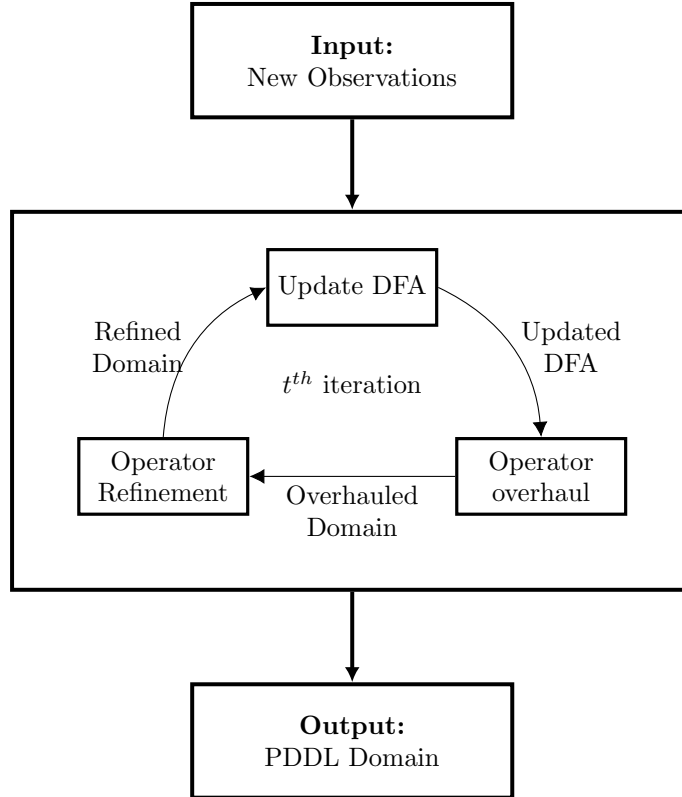 Input:
New Observations
Update DFA
Refined
Domain
Updated
DFA
t^{th} iteration
Operator
Refinement
Operator
overhaul
Overhauled
Domain
Output:
PDDL Domain